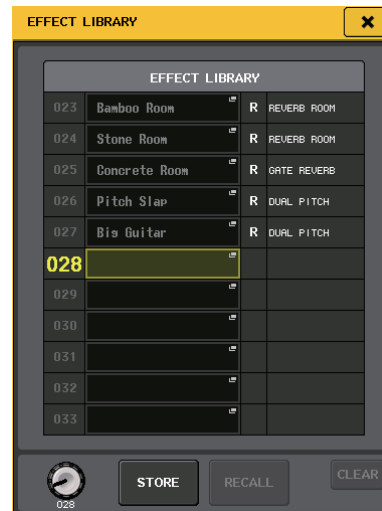 EFFECT LIBRARY
EFFECT LIBRARY
023 Bamboo Room R REVERB ROOM
024 Stone Room R REVERB ROOM
025 Concrete Room R GATE REVERB
026 Pitch Slap R DUAL PITCH
027 Big Guitar R DUAL PITCH
028
029
030
031
032
033
STORE RECALL CLEAR
028